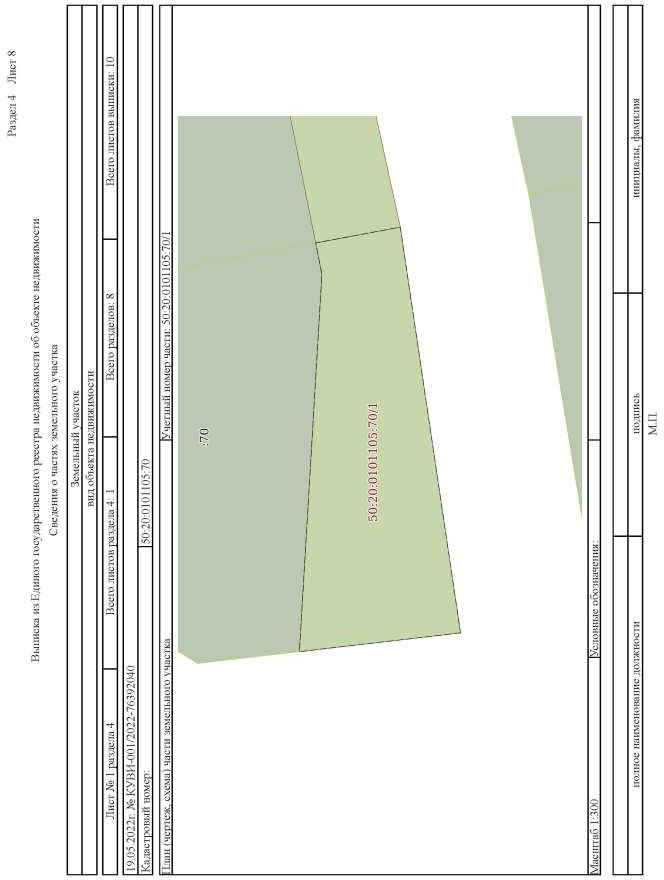 Раздел 4 Лист 8
Выписка из Единого государственного реестра недвижимости об объекте недвижимости
Сведения о частях земельного участка
Земельный участок
вид объекта недвижимости
Лист № 1 раздела 4 Всего листов раздела 4: 1 Всего разделов: 8 Всего листов выписки: 10
19.05.2022г. № КУВИ-001/2022-76392040
Кадастровый номер: 50:20:0101105:70
План (чертеж, схема) части земельного участка Учетный номер части: 50:20:0101105:70/1
:70
50:20:0101105:70/1
Масштаб 1:300 Условные обозначения:
полное наименование должности подпись инициалы, фамилия
М.П.